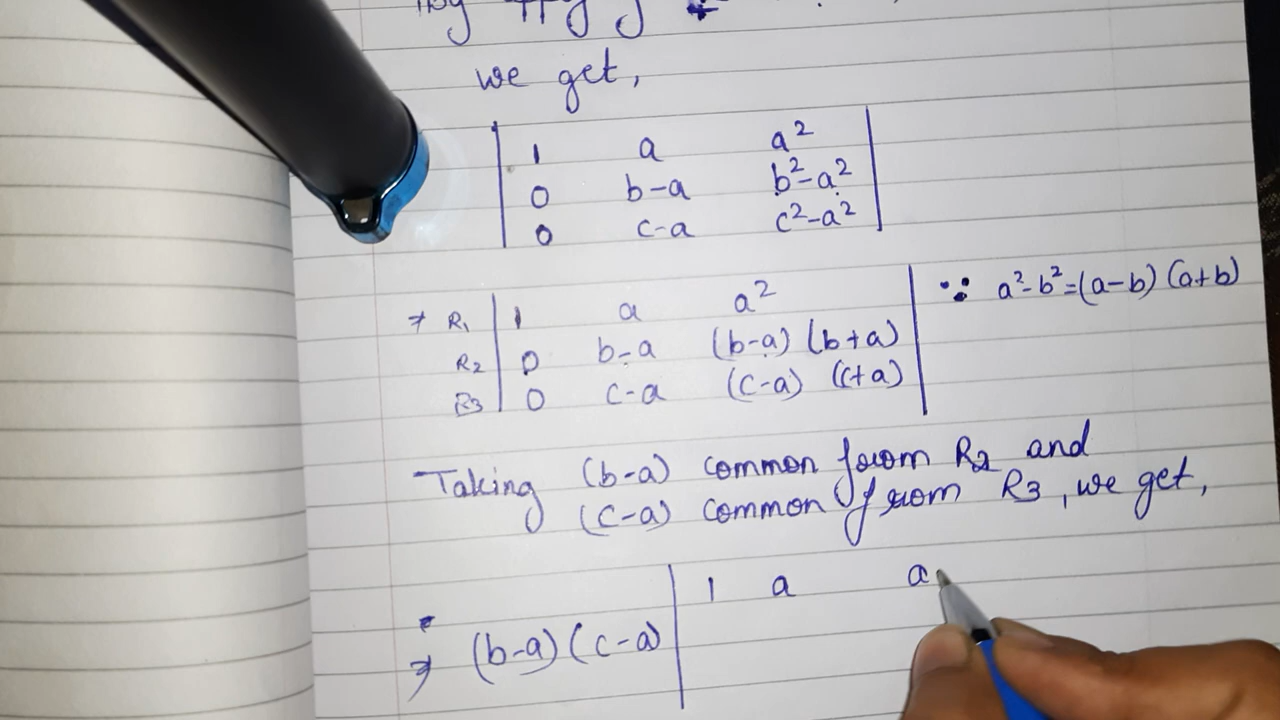 we get,
1 a a²
0 b-a b²-a²
0 c-a c²-a²
⇒ R₁ 1 a a² ∵ a²-b²=(a-b) (a+b)
R₂ 0 b-a (b-a) (b+a)
R₃ 0 c-a (c-a) (c+a)
Taking (b-a) common from R₂ and
(c-a) common from R₃, we get,
1 a a
⇒ (b-a) (c-a)